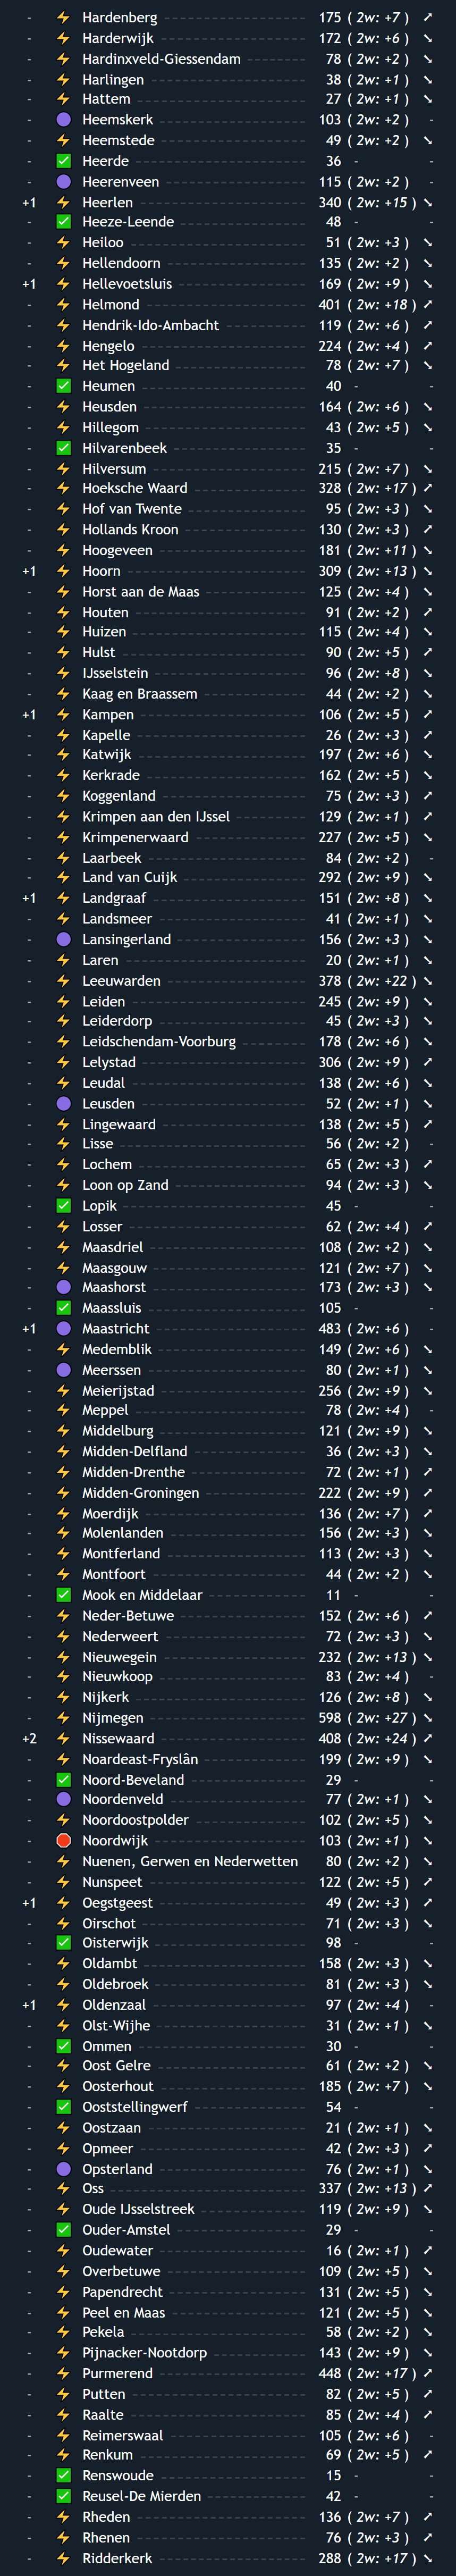 - ⚡ Hardenberg 175 ( 2w: +7 ) ➚
- ⚡ Harderwijk 172 ( 2w: +6 ) ➘
- ⚡ Hardinxveld-Giessendam 78 ( 2w: +2 ) ➘
- ⚡ Harlingen 38 ( 2w: +1 ) ➘
- ⚡ Hattem 27 ( 2w: +1 ) ➘
- 🟣 Heemskerk 103 ( 2w: +2 ) -
- ⚡ Heemstede 49 ( 2w: +2 ) ➘
- ✅ Heerde 36 - -
- 🟣 Heerenveen 115 ( 2w: +2 ) -
+1 ⚡ Heerlen 340 ( 2w: +15 ) ➘
- ✅ Heeze-Leende 48 - -
- ⚡ Heiloo 51 ( 2w: +3 ) ➘
- ⚡ Hellendoorn 135 ( 2w: +2 ) ➘
+1 ⚡ Hellevoetsluis 169 ( 2w: +9 ) ➘
- ⚡ Helmond 401 ( 2w: +18 ) ➚
- ⚡ Hendrik-Ido-Ambacht 119 ( 2w: +6 ) ➚
- ⚡ Hengelo 224 ( 2w: +4 ) ➚
- ⚡ Het Hogeland 78 ( 2w: +7 ) ➘
- ✅ Heumen 40 - -
- ⚡ Heusden 164 ( 2w: +6 ) ➘
- ⚡ Hillegom 43 ( 2w: +5 ) ➘
- ✅ Hilvarenbeek 35 - -
- ⚡ Hilversum 215 ( 2w: +7 ) ➘
- ⚡ Hoeksche Waard 328 ( 2w: +17 ) ➚
- ⚡ Hof van Twente 95 ( 2w: +3 ) ➘
- ⚡ Hollands Kroon 130 ( 2w: +3 ) ➚
- ⚡ Hoogeveen 181 ( 2w: +11 ) ➘
+1 ⚡ Hoorn 309 ( 2w: +13 ) ➘
- ⚡ Horst aan de Maas 125 ( 2w: +4 ) ➘
- ⚡ Houten 91 ( 2w: +2 ) ➚
- ⚡ Huizen 115 ( 2w: +4 ) ➘
- ⚡ Hulst 90 ( 2w: +5 ) ➚
- ⚡ IJsselstein 96 ( 2w: +8 ) ➘
- ⚡ Kaag en Braassem 44 ( 2w: +2 ) ➘
+1 ⚡ Kampen 106 ( 2w: +5 ) ➚
- ⚡ Kapelle 26 ( 2w: +3 ) ➚
- ⚡ Katwijk 197 ( 2w: +6 ) ➘
- ⚡ Kerkrade 162 ( 2w: +5 ) ➘
- ⚡ Koggenland 75 ( 2w: +3 ) ➚
- ⚡ Krimpen aan den IJssel 129 ( 2w: +1 ) ➚
- ⚡ Krimpenerwaard 227 ( 2w: +5 ) ➘
- ⚡ Laarbeek 84 ( 2w: +2 ) -
- ⚡ Land van Cuijk 292 ( 2w: +9 ) ➘
+1 ⚡ Landgraaf 151 ( 2w: +8 ) ➘
- ⚡ Landsmeer 41 ( 2w: +1 ) ➘
- 🟣 Lansingerland 156 ( 2w: +3 ) ➘
- ⚡ Laren 20 ( 2w: +1 ) ➘
- ⚡ Leeuwarden 378 ( 2w: +22 ) ➘
- ⚡ Leiden 245 ( 2w: +9 ) ➘
- ⚡ Leiderdorp 45 ( 2w: +3 ) ➘
- ⚡ Leidschendam-Voorburg 178 ( 2w: +6 ) ➘
- ⚡ Lelystad 306 ( 2w: +9 ) ➚
- ⚡ Leudal 138 ( 2w: +6 ) ➘
- 🟣 Leusden 52 ( 2w: +1 ) ➘
- ⚡ Lingewaard 138 ( 2w: +5 ) ➚
- ⚡ Lisse 56 ( 2w: +2 ) -
- ⚡ Lochem 65 ( 2w: +3 ) ➚
- ⚡ Loon op Zand 94 ( 2w: +3 ) ➘
- ✅ Lopik 45 - -
- ⚡ Losser 62 ( 2w: +4 ) ➚
- ⚡ Maasdriel 108 ( 2w: +2 ) ➘
- ⚡ Maasgouw 121 ( 2w: +7 ) ➘
- 🟣 Maashorst 173 ( 2w: +3 ) ➘
- ✅ Maassluis 105 - -
+1 🟣 Maastricht 483 ( 2w: +6 ) -
- ⚡ Medemblik 149 ( 2w: +6 ) ➘
- 🟣 Meerssen 80 ( 2w: +1 ) ➘
- ⚡ Meierijstad 256 ( 2w: +9 ) ➘
- ⚡ Meppel 78 ( 2w: +4 ) -
- ⚡ Middelburg 121 ( 2w: +9 ) ➘
- ⚡ Midden-Delfland 36 ( 2w: +3 ) ➘
- ⚡ Midden-Drenthe 72 ( 2w: +1 ) ➚
- ⚡ Midden-Groningen 222 ( 2w: +9 ) ➚
- ⚡ Moerdijk 136 ( 2w: +7 ) ➚
- ⚡ Molenlanden 156 ( 2w: +3 ) ➘
- ⚡ Montferland 113 ( 2w: +3 ) ➘
- ⚡ Montfoort 44 ( 2w: +2 ) ➘
- ✅ Mook en Middelaar 11 - -
- ⚡ Neder-Betuwe 152 ( 2w: +6 ) ➚
- ⚡ Nederweert 72 ( 2w: +3 ) ➘
- ⚡ Nieuwegein 232 ( 2w: +13 ) ➘
- ⚡ Nieuwkoop 83 ( 2w: +4 ) -
- ⚡ Nijkerk 126 ( 2w: +8 ) ➘
- ⚡ Nijmegen 598 ( 2w: +27 ) ➘
+2 ⚡ Nissewaard 408 ( 2w: +24 ) ➚
- ⚡ Noardeast-Fryslân 199 ( 2w: +9 ) ➘
- ✅ Noord-Beveland 29 - -
- 🟣 Noordenveld 77 ( 2w: +1 ) ➘
- ⚡ Noordoostpolder 102 ( 2w: +5 ) ➘
- 🛑 Noordwijk 103 ( 2w: +1 ) ➘
- ⚡ Nuenen, Gerwen en Nederwetten 80 ( 2w: +2 ) ➘
- ⚡ Nunspeet 122 ( 2w: +5 ) ➚
+1 ⚡ Oegstgeest 49 ( 2w: +3 ) ➚
- ⚡ Oirschot 71 ( 2w: +3 ) ➘
- ✅ Oisterwijk 98 - -
- ⚡ Oldambt 158 ( 2w: +3 ) ➘
- ⚡ Oldebroek 81 ( 2w: +3 ) ➘
+1 ⚡ Oldenzaal 97 ( 2w: +4 ) -
- ⚡ Olst-Wijhe 31 ( 2w: +1 ) ➘
- ✅ Ommen 30 - -
- ⚡ Oost Gelre 61 ( 2w: +2 ) ➘
- ⚡ Oosterhout 185 ( 2w: +7 ) ➘
- ✅ Ooststellingwerf 54 - -
- ⚡ Oostzaan 21 ( 2w: +1 ) ➘
- ⚡ Opmeer 42 ( 2w: +3 ) ➚
- 🟣 Opsterland 76 ( 2w: +1 ) ➘
- ⚡ Oss 337 ( 2w: +13 ) ➚
- ⚡ Oude IJsselstreek 119 ( 2w: +9 ) ➘
- ✅ Ouder-Amstel 29 - -
- ⚡ Oudewater 16 ( 2w: +1 ) ➚
- ⚡ Overbetuwe 109 ( 2w: +5 ) ➘
- ⚡ Papendrecht 131 ( 2w: +5 ) ➘
- ⚡ Peel en Maas 121 ( 2w: +5 ) ➘
- ⚡ Pekela 58 ( 2w: +2 ) ➘
- ⚡ Pijnacker-Nootdorp 143 ( 2w: +9 ) ➘
- ⚡ Purmerend 448 ( 2w: +17 ) ➚
- ⚡ Putten 82 ( 2w: +5 ) ➚
- ⚡ Raalte 85 ( 2w: +4 ) ➚
- ⚡ Reimerswaal 105 ( 2w: +6 ) -
- ⚡ Renkum 69 ( 2w: +5 ) ➚
- ✅ Renswoude 15 - -
- ✅ Reusel-De Mierden 42 - -
- ⚡ Rheden 136 ( 2w: +7 ) ➚
- ⚡ Rhenen 76 ( 2w: +3 ) ➚
- ⚡ Ridderkerk 288 ( 2w: +17 ) ➘